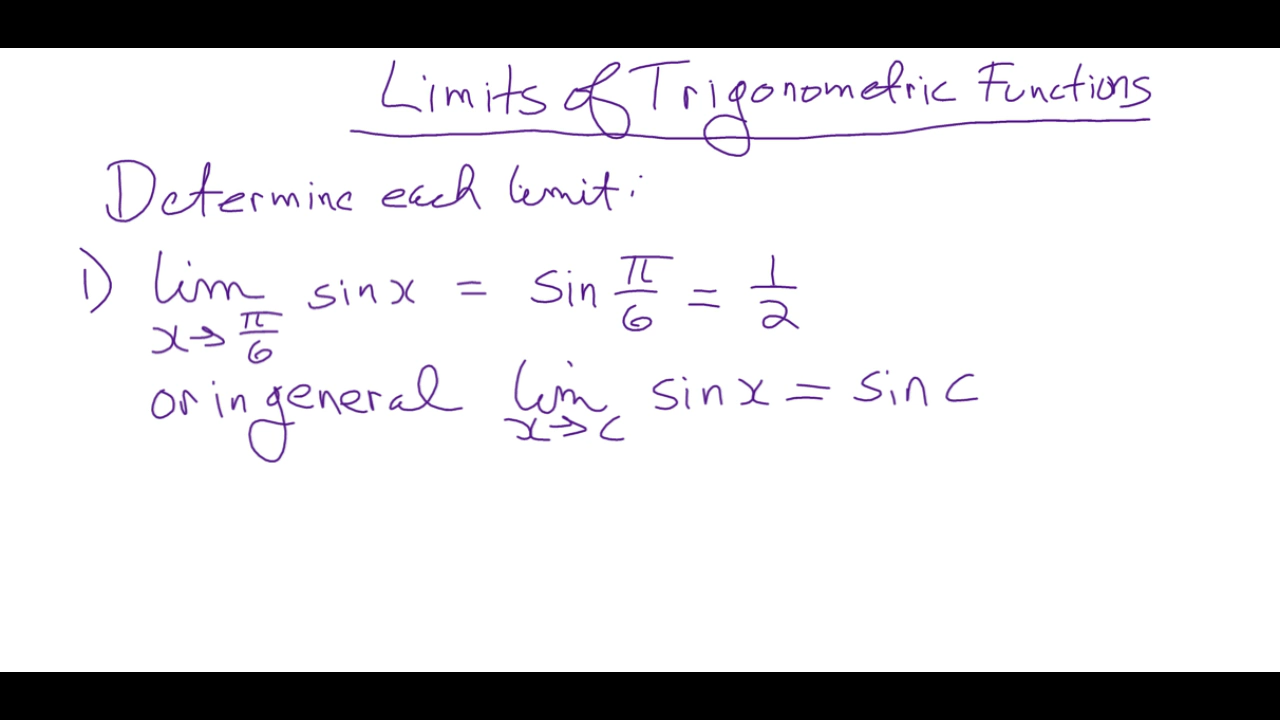 Limits of Trigonometric Functions
Determine each limit:
1) lim x→π/6 sin x = sin π/6 = 1/2
or in general lim x→c sin x = sin c